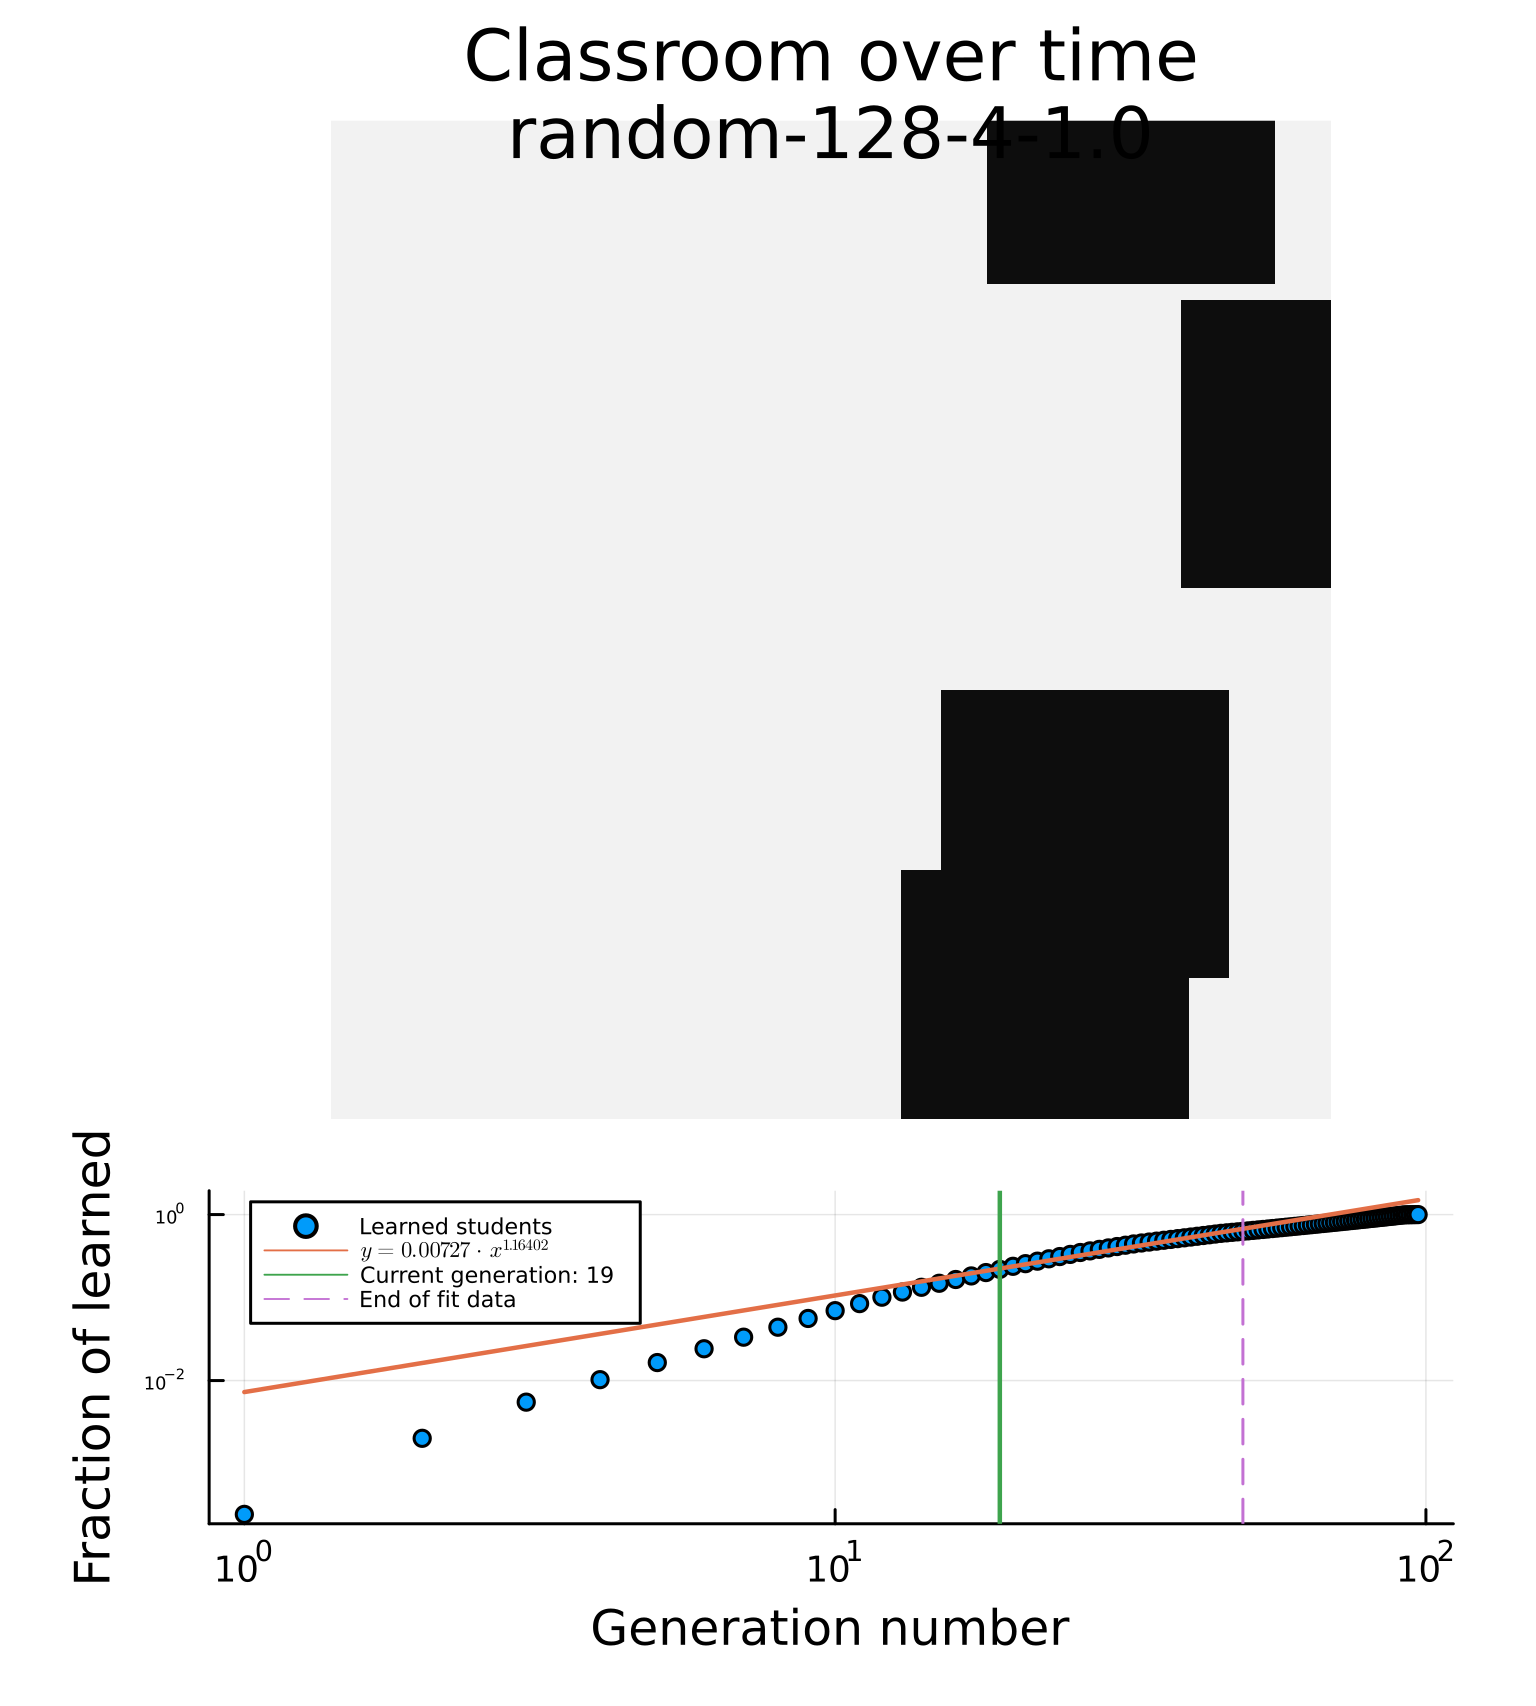 Classroom over time
random-128-4-1.0
Fraction of learned
10^0
10^-2
Learned students
y = 0.00727 · x^1.16402
Current generation: 19
End of fit data
10^0 10^1 10^2
Generation number